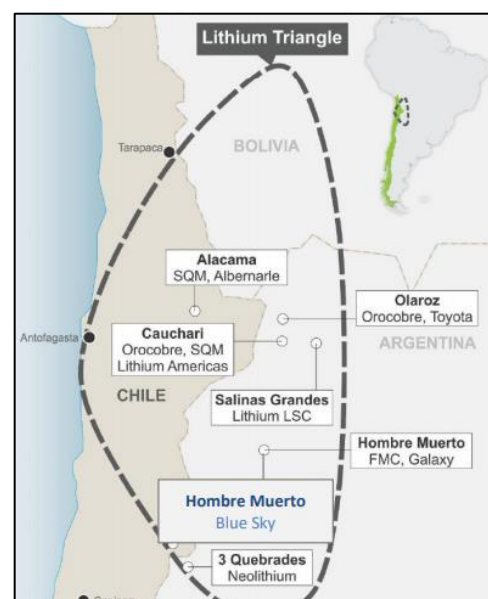 Lithium Triangle
Tarapaca
BOLIVIA
Alacama
SQM, Albernarle
Olaroz
Orocobre, Toyota
Antofagasta
Cauchari
Orocobre, SQM
Lithium Americas
ARGENTINA
CHILE
Salinas Grandes
Lithium LSC
Hombre Muerto
FMC, Galaxy
Hombre Muerto
Blue Sky
3 Quebrades
Neolithium